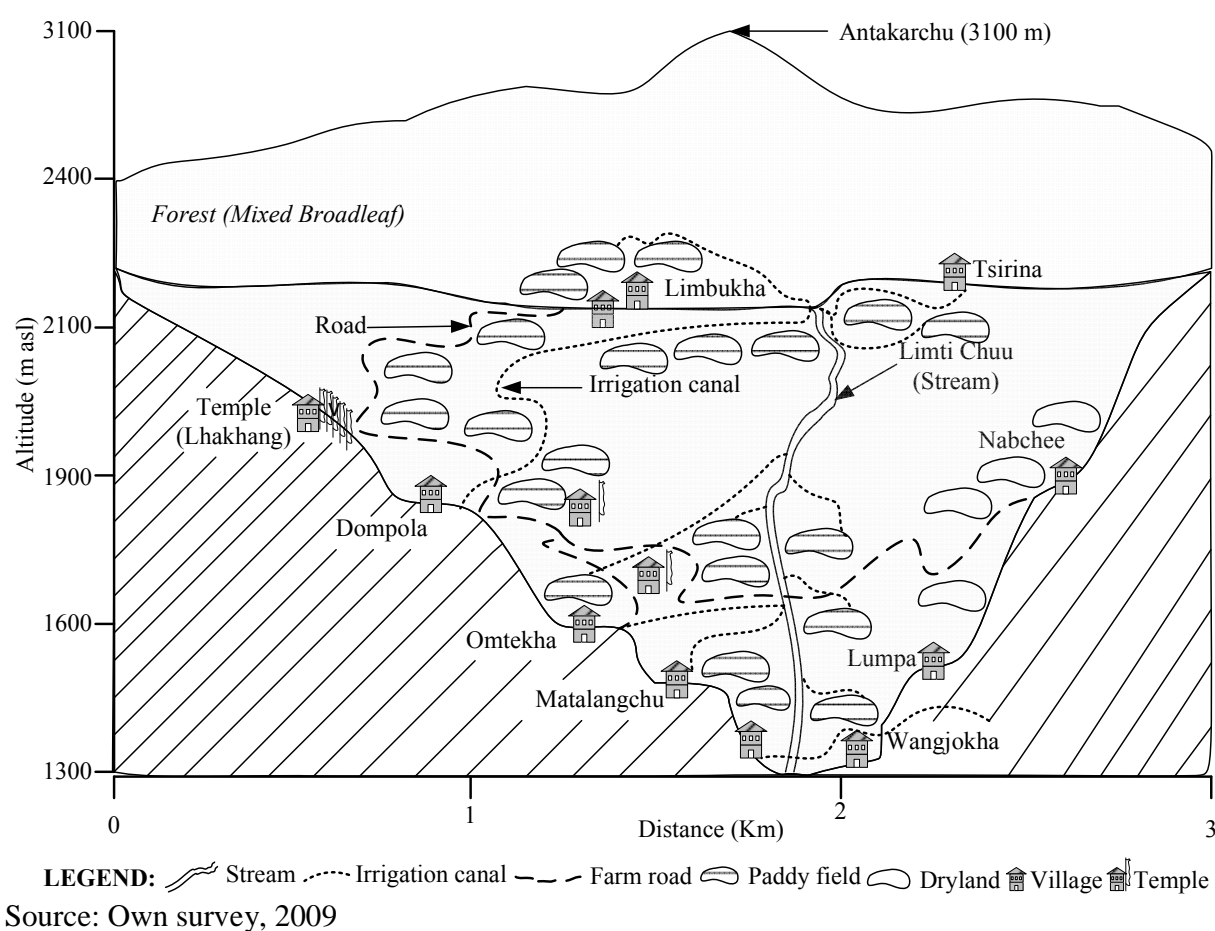 3100
Antakarchu (3100 m)
2400
Forest (Mixed Broadleaf)
Tsirina
Limbukha
Road
2100
Limti Chuu
(Stream)
Irrigation canal
Temple
(Lhakhang)
Altitude (m asl)
Nabchee
1900
Dompola
1600
Omtekha
Lumpa
Matalangchu
Wangjokha
1300
0
1
2
3
Distance (Km)
LEGEND: Stream Irrigation canal Farm road Paddy field Dryland Village Temple
Source: Own survey, 2009